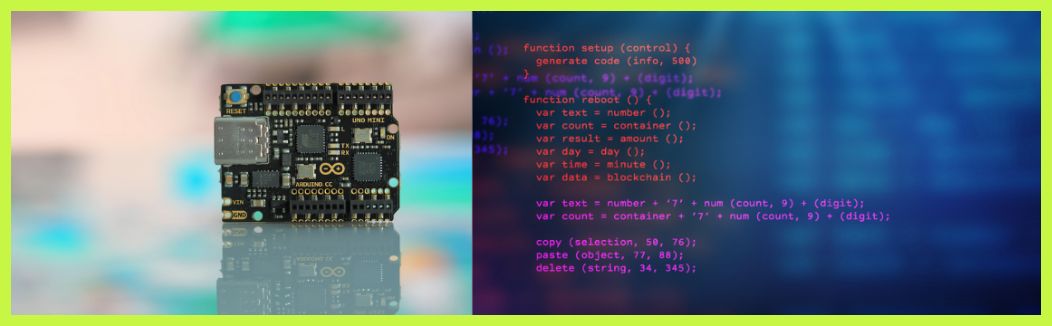 RESET
UNO MINI
ON
TX
RX
ARDUINO.CC
VIN
GND
function setup (control) {
generate code (info, 500)
}
function reboot () {
var text = number ();
var count = container ();
var result = amount ();
var day = day ();
var time = minute ();
var data = blockchain ();
var text = number + ‘7’ + num (count, 9) + (digit);
var count = container + ‘7’ + num (count, 9) + (digit);
copy (selection, 50, 76);
paste (object, 77, 88);
delete (string, 34, 345);
();
‘7’ + num (count, 9) + (digit);
+ ‘7’ + num (count, 9) + (digit);
76);
8);
345);